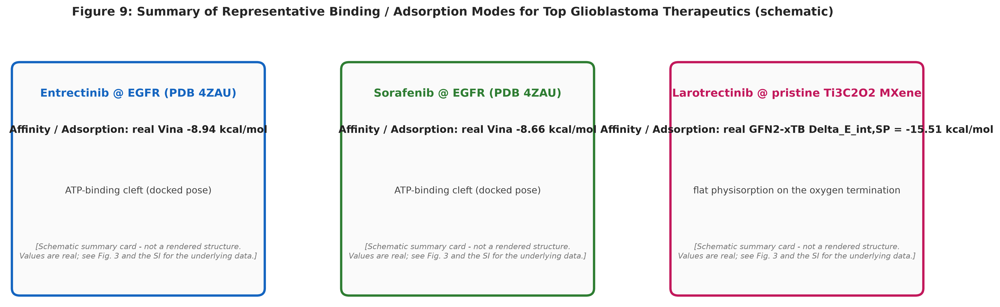 Figure 9: Summary of Representative Binding / Adsorption Modes for Top Glioblastoma Therapeutics (schematic)
Entrectinib @ EGFR (PDB 4ZAU)
Affinity / Adsorption: real Vina -8.94 kcal/mol
ATP-binding cleft (docked pose)
[Schematic summary card - not a rendered structure.
Values are real; see Fig. 3 and the SI for the underlying data.]
Sorafenib @ EGFR (PDB 4ZAU)
Affinity / Adsorption: real Vina -8.66 kcal/mol
ATP-binding cleft (docked pose)
[Schematic summary card - not a rendered structure.
Values are real; see Fig. 3 and the SI for the underlying data.]
Larotrectinib @ pristine Ti3C2O2 MXene
Affinity / Adsorption: real GFN2-xTB Delta_E_int,SP = -15.51 kcal/mol
flat physisorption on the oxygen termination
[Schematic summary card - not a rendered structure.
Values are real; see Fig. 3 and the SI for the underlying data.]